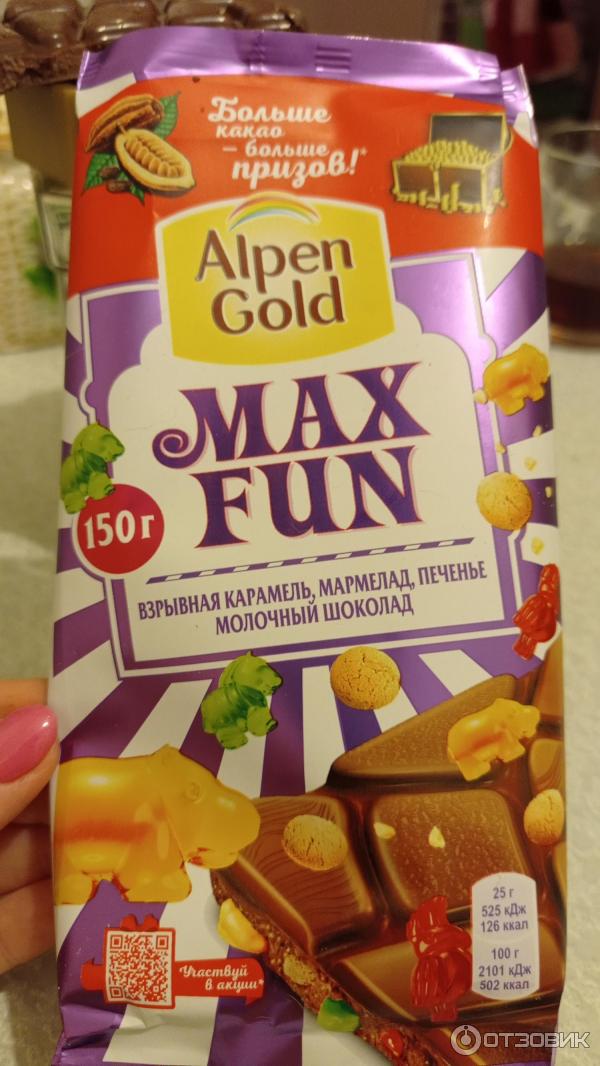 Больше
какао
– больше
призов!*
Alpen
Gold
MAX
FUN
150 г
ВЗРЫВНАЯ КАРАМЕЛЬ, МАРМЕЛАД, ПЕЧЕНЬЕ
МОЛОЧНЫЙ ШОКОЛАД
25 г
525 кДж
126 ккал
100 г
2101 кДж
502 ккал
Участвуй
в акции*
ОТЗОВИК